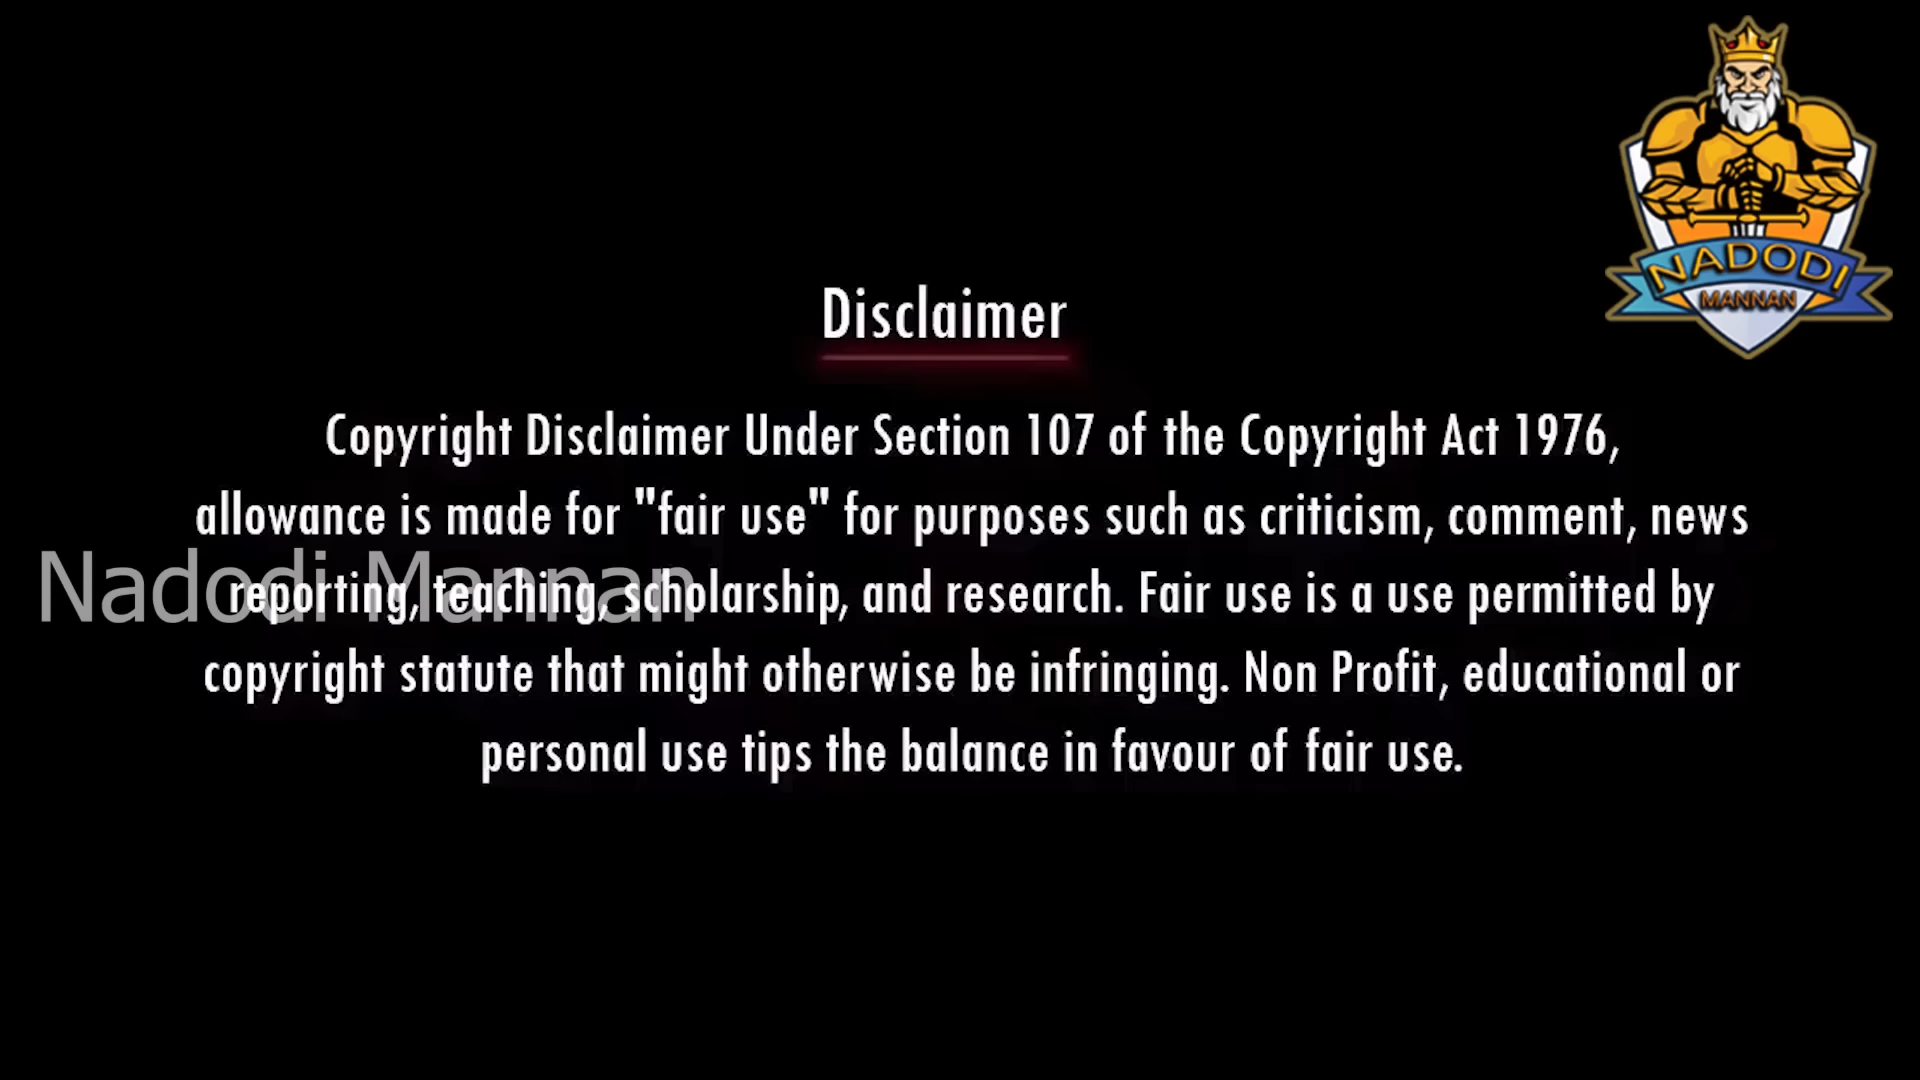 NADODI
MANNAN
Disclaimer
Copyright Disclaimer Under Section 107 of the Copyright Act 1976,
allowance is made for "fair use" for purposes such as criticism, comment, news
Nadodi Mannan
reporting, teaching, scholarship, and research. Fair use is a use permitted by
copyright statute that might otherwise be infringing. Non Profit, educational or
personal use tips the balance in favour of fair use.